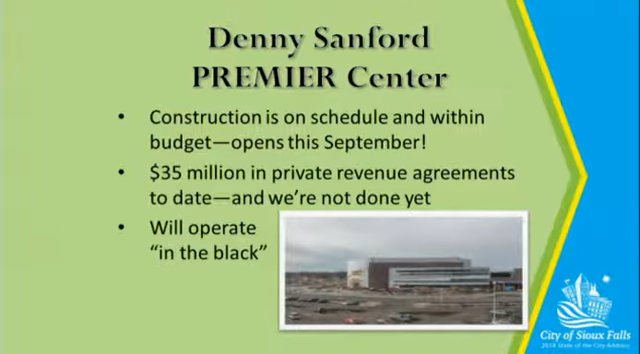 Denny Sanford
PREMIER Center
• Construction is on schedule and within
budget—opens this September!
• $35 million in private revenue agreements
to date—and we're not done yet
• Will operate
"in the black"
City of Sioux Falls
2014 State of the City Address